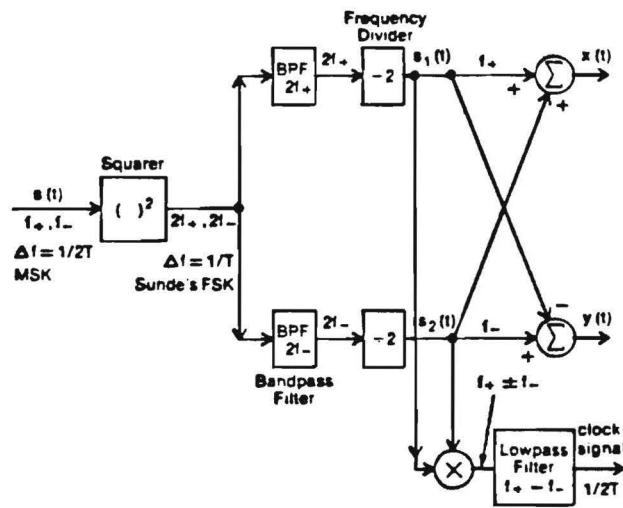 Frequency
Divider
BPF
2f+
2f+
÷2
s1(t)
f+
+
Σ
+
x(t)
Squarer
s(t)
f+, f-
( )²
2f+, 2f-
Δf = 1/2T
MSK
Δf = 1/T
Sunde's FSK
BPF
2f-
2f-
÷2
s2(t)
f-
-
+
Σ
y(t)
Bandpass
Filter
f+ ± f-
×
Lowpass
Filter
f+ - f-
clock
signal
1/2T